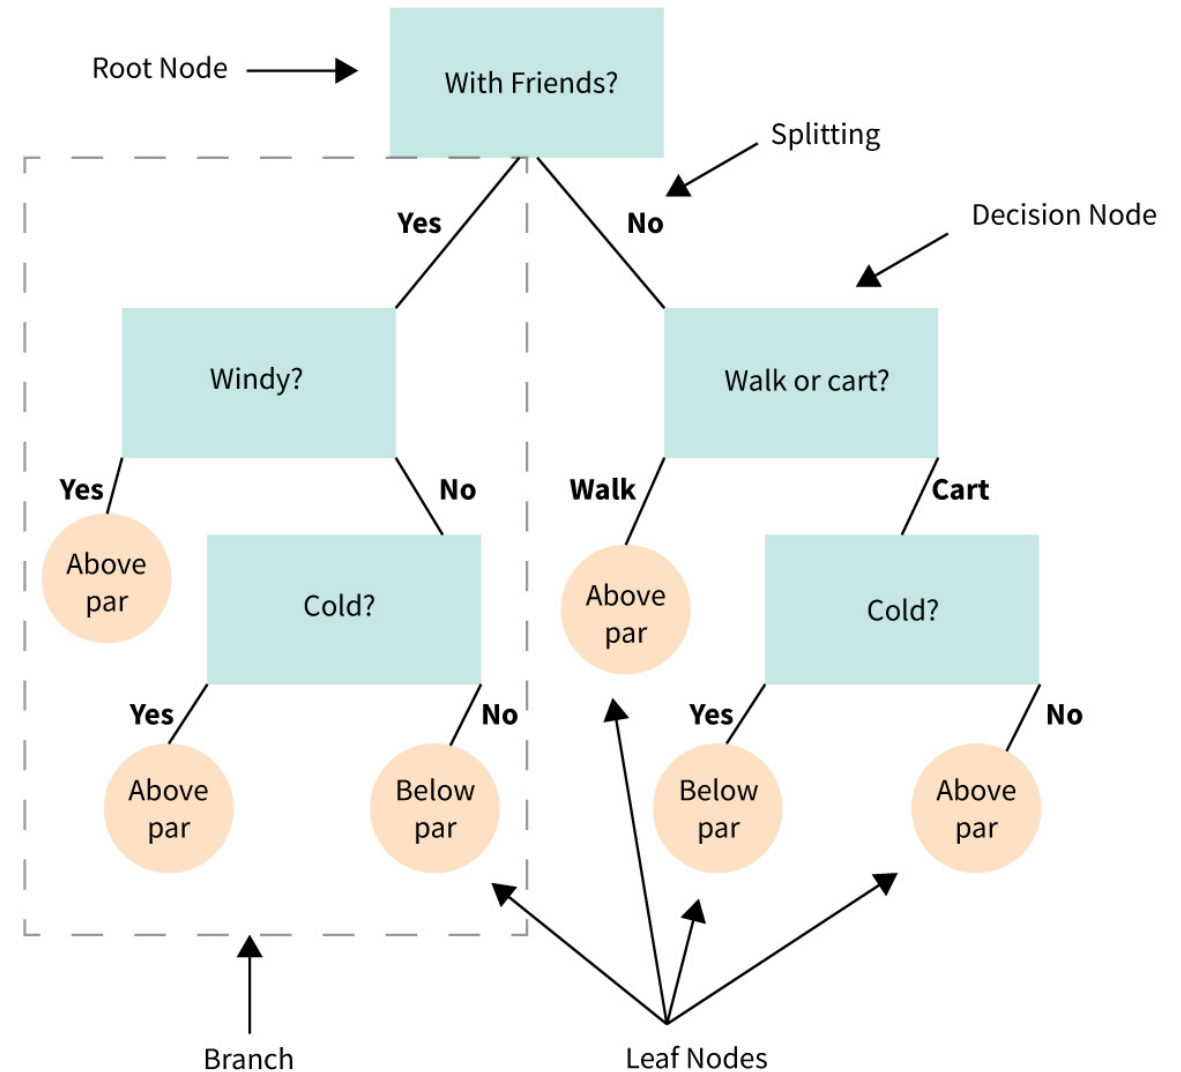 With Friends?
Root Node
Splitting
Yes
No
Decision Node
Windy?
Walk or cart?
Yes
No
Walk
Cart
Above
par
Cold?
Above
par
Cold?
Yes
No
Yes
No
Above
par
Below
par
Below
par
Above
par
Branch
Leaf Nodes